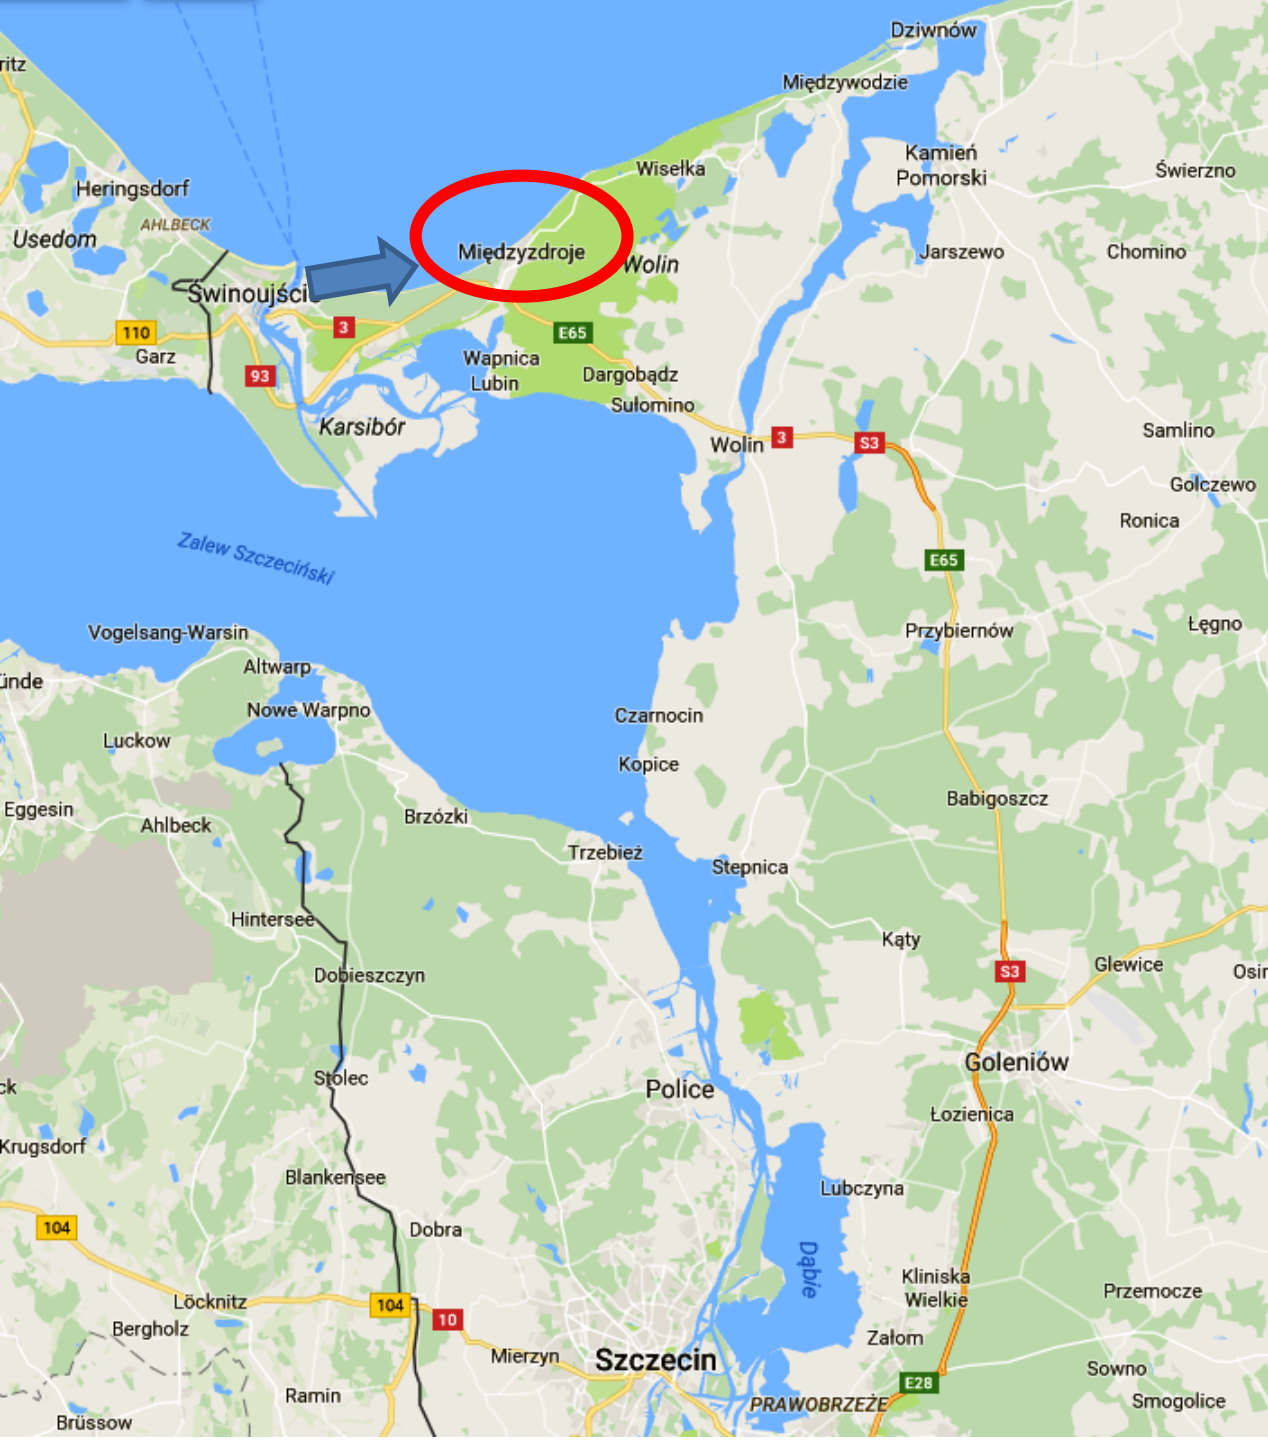 Dziwnów
ritz
Międzywodzie
Kamień
Pomorski
Wisełka
Świerzno
Heringsdorf
AHLBECK
Usedom
Międzyzdroje
Wolin
Jarszewo
Chomino
Świnoujście
110
3
E65
Garz
93
Wapnica
Lubin
Dargobądz
Sułomino
Karsibór
Wolin
3
S3
Samlino
Golczewo
Ronica
Zalew Szczeciński
E65
Vogelsang-Warsin
Przybiernów
Łęgno
Altwarp
ünde
Nowe Warpno
Czarnocin
Luckow
Kopice
Babigoszcz
Eggesin
Ahlbeck
Brzózki
Trzebież
Stepnica
Hintersee
Kąty
Glewice
Osin
Dobieszczyn
S3
Goleniów
Stolec
ck
Police
Łozienica
Krugsdorf
Blankensee
Lubczyna
104
Dobra
Dąbie
Kliniska
Wielkie
Przemocze
Löcknitz
104
10
Bergholz
Załom
Mierzyn
Szczecin
Sowno
E28
Ramin
PRAWOBRZEŻE
Smogolice
Brüssow